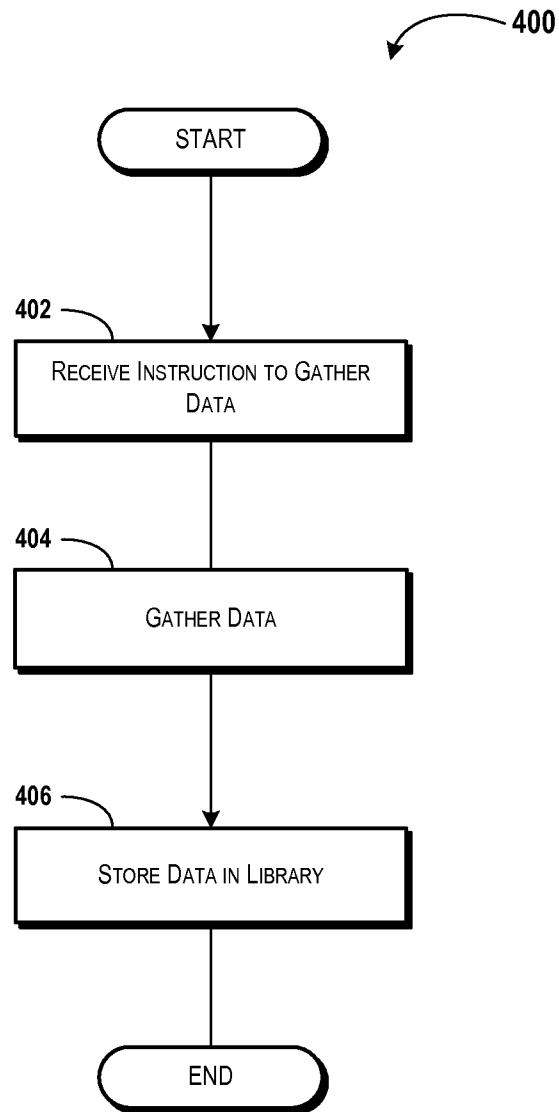 400
START
402
RECEIVE INSTRUCTION TO GATHER
DATA
404
GATHER DATA
406
STORE DATA IN LIBRARY
END